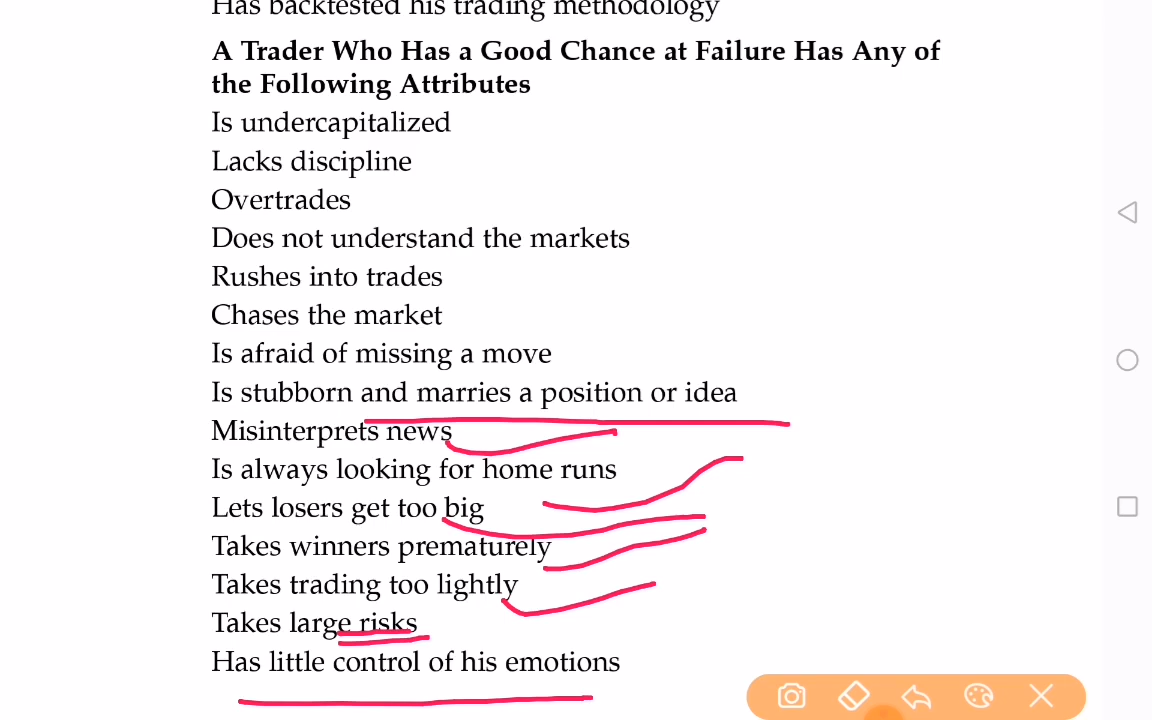 Has backtested his trading methodology
A Trader Who Has a Good Chance at Failure Has Any of
the Following Attributes
Is undercapitalized
Lacks discipline
Overtrades
Does not understand the markets
Rushes into trades
Chases the market
Is afraid of missing a move
Is stubborn and marries a position or idea
Misinterprets news
Is always looking for home runs
Lets losers get too big
Takes winners prematurely
Takes trading too lightly
Takes large risks
Has little control of his emotions